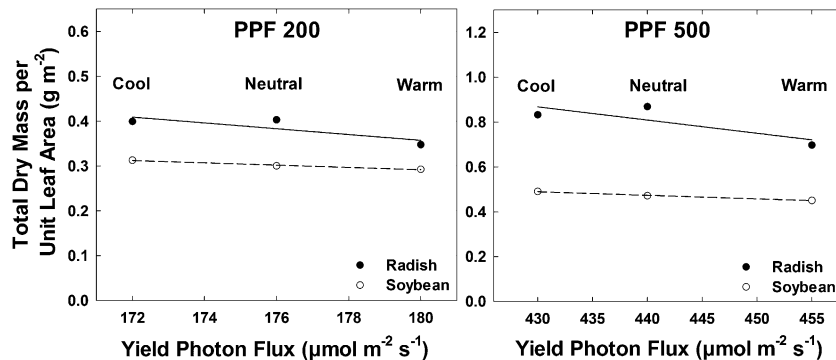 Total Dry Mass per
Unit Leaf Area (g m-2)
PPF 200
0.6
0.5
0.4
0.3
0.2
0.1
0.0
Cool
Neutral
Warm
Radish
Soybean
172 174 176 178 180
Yield Photon Flux (μmol m-2 s-1)
PPF 500
1.2
1.0
0.8
0.6
0.4
0.2
0.0
Cool
Neutral
Warm
Radish
Soybean
430 435 440 445 450 455
Yield Photon Flux (μmol m-2 s-1)